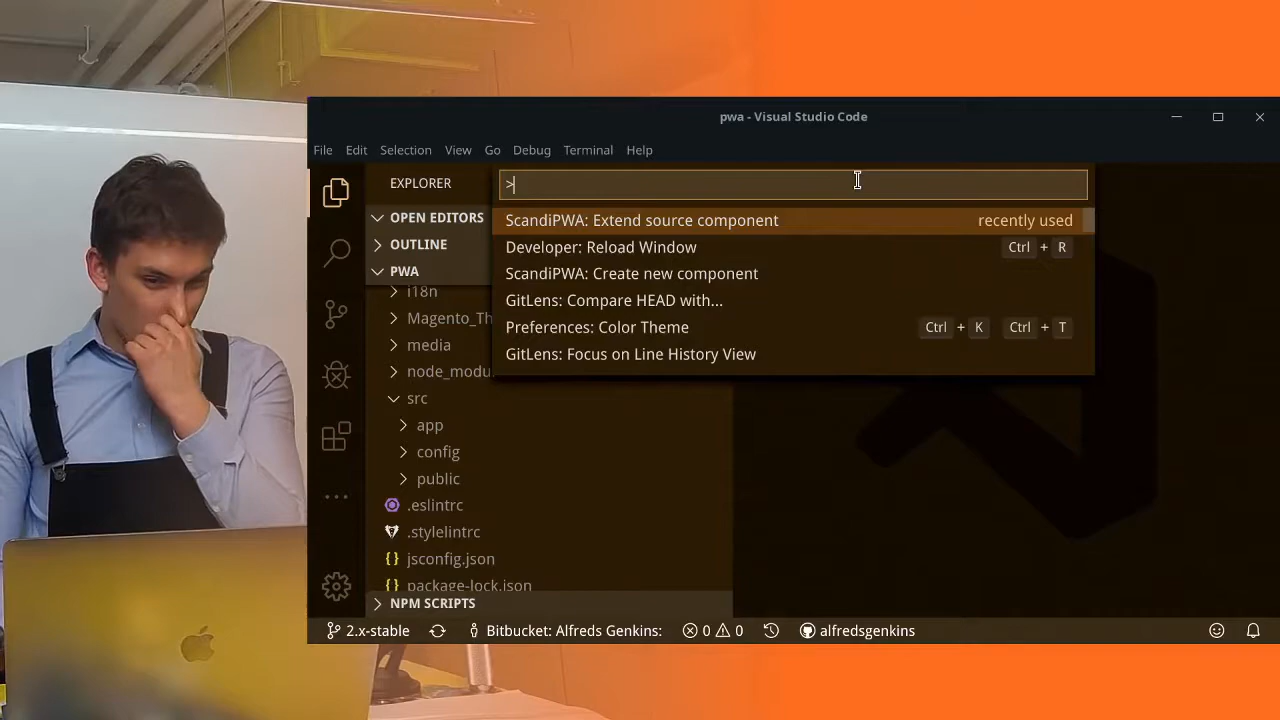 pwa - Visual Studio Code
File Edit Selection View Go Debug Terminal Help
EXPLORER
>
OPEN EDITORS
ScandiPWA: Extend source component recently used
OUTLINE
Developer: Reload Window Ctrl + R
PWA
ScandiPWA: Create new component
i18n
GitLens: Compare HEAD with...
Magento_Th
Preferences: Color Theme Ctrl + K Ctrl + T
media
GitLens: Focus on Line History View
node_modu
src
app
config
public
.eslintrc
.stylelintrc
{} jsconfig.json
{} package-lock.json
NPM SCRIPTS
2.x-stable Bitbucket: Alfreds Genkins: 0 0 alfredsgenkins